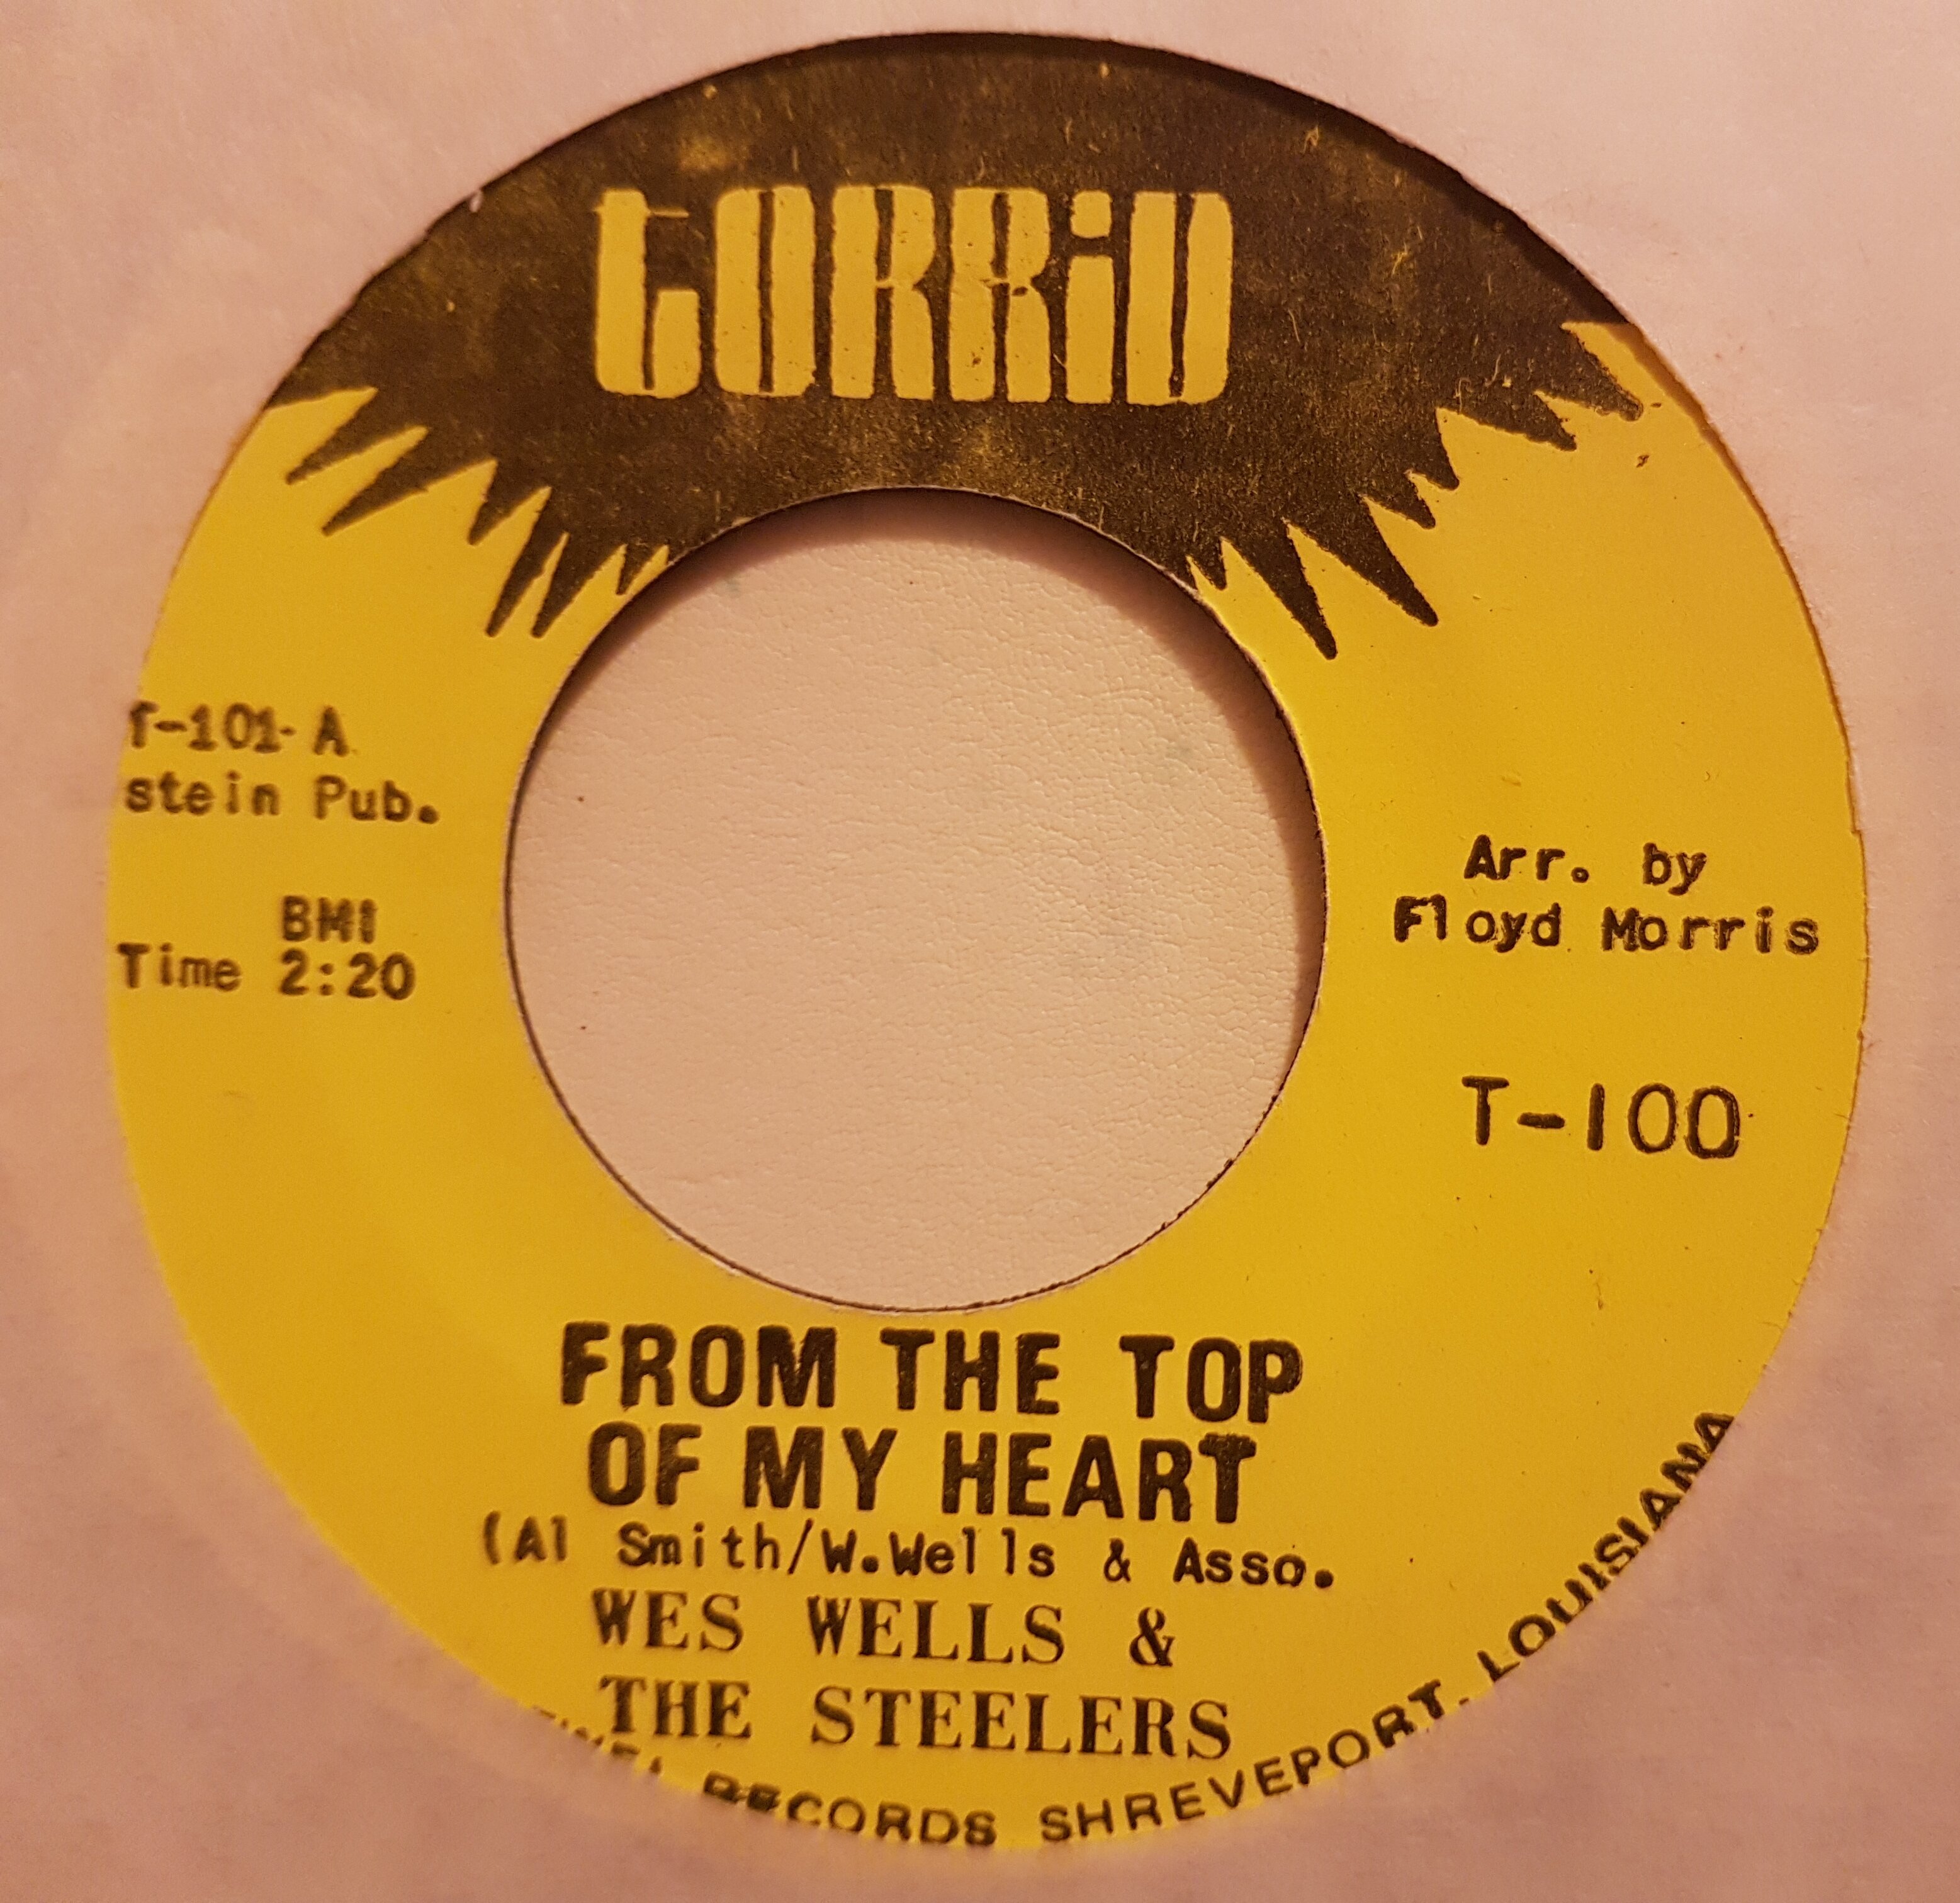 tORRiD
T-101-A
stein Pub.
BMI
Time 2:20
Arr. by
Floyd Morris
T-100
FROM THE TOP
OF MY HEART
(Al Smith/W.Wells & Asso.
WES WELLS &
THE STEELERS
RECORDS SHREVEPORT, LOUISIANA